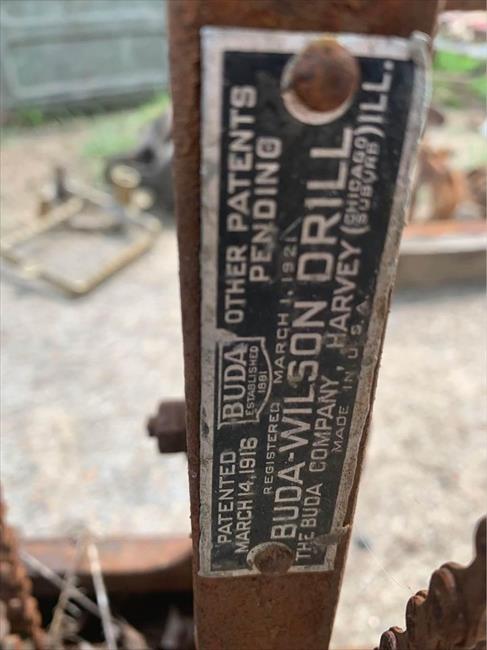 PATENTED
MARCH 14, 1916
BUDA
ESTABLISHED
1881
OTHER PATENTS
PENDING
REGISTERED MARCH 1, 1921
BUDA-WILSON DRILL
THE BUDA COMPANY, HARVEY (CHICAGO SUBURB) ILL.
MADE IN U.S.A.